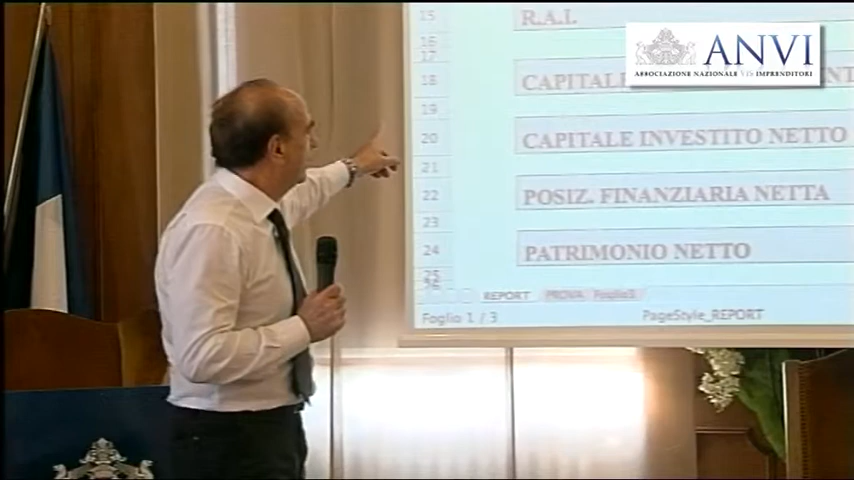 15
R.A.I.
16
17
18
CAPITALE
19
20
CAPITALE INVESTITO NETTO
21
22
POSIZ. FINANZIARIA NETTA
23
24
PATRIMONIO NETTO
25
REPORT PROVA Foglio3
Foglio 1 / 3
PageStyle_REPORT
ANVI
ASSOCIAZIONE NAZIONALE VIS IMPRENDITORI